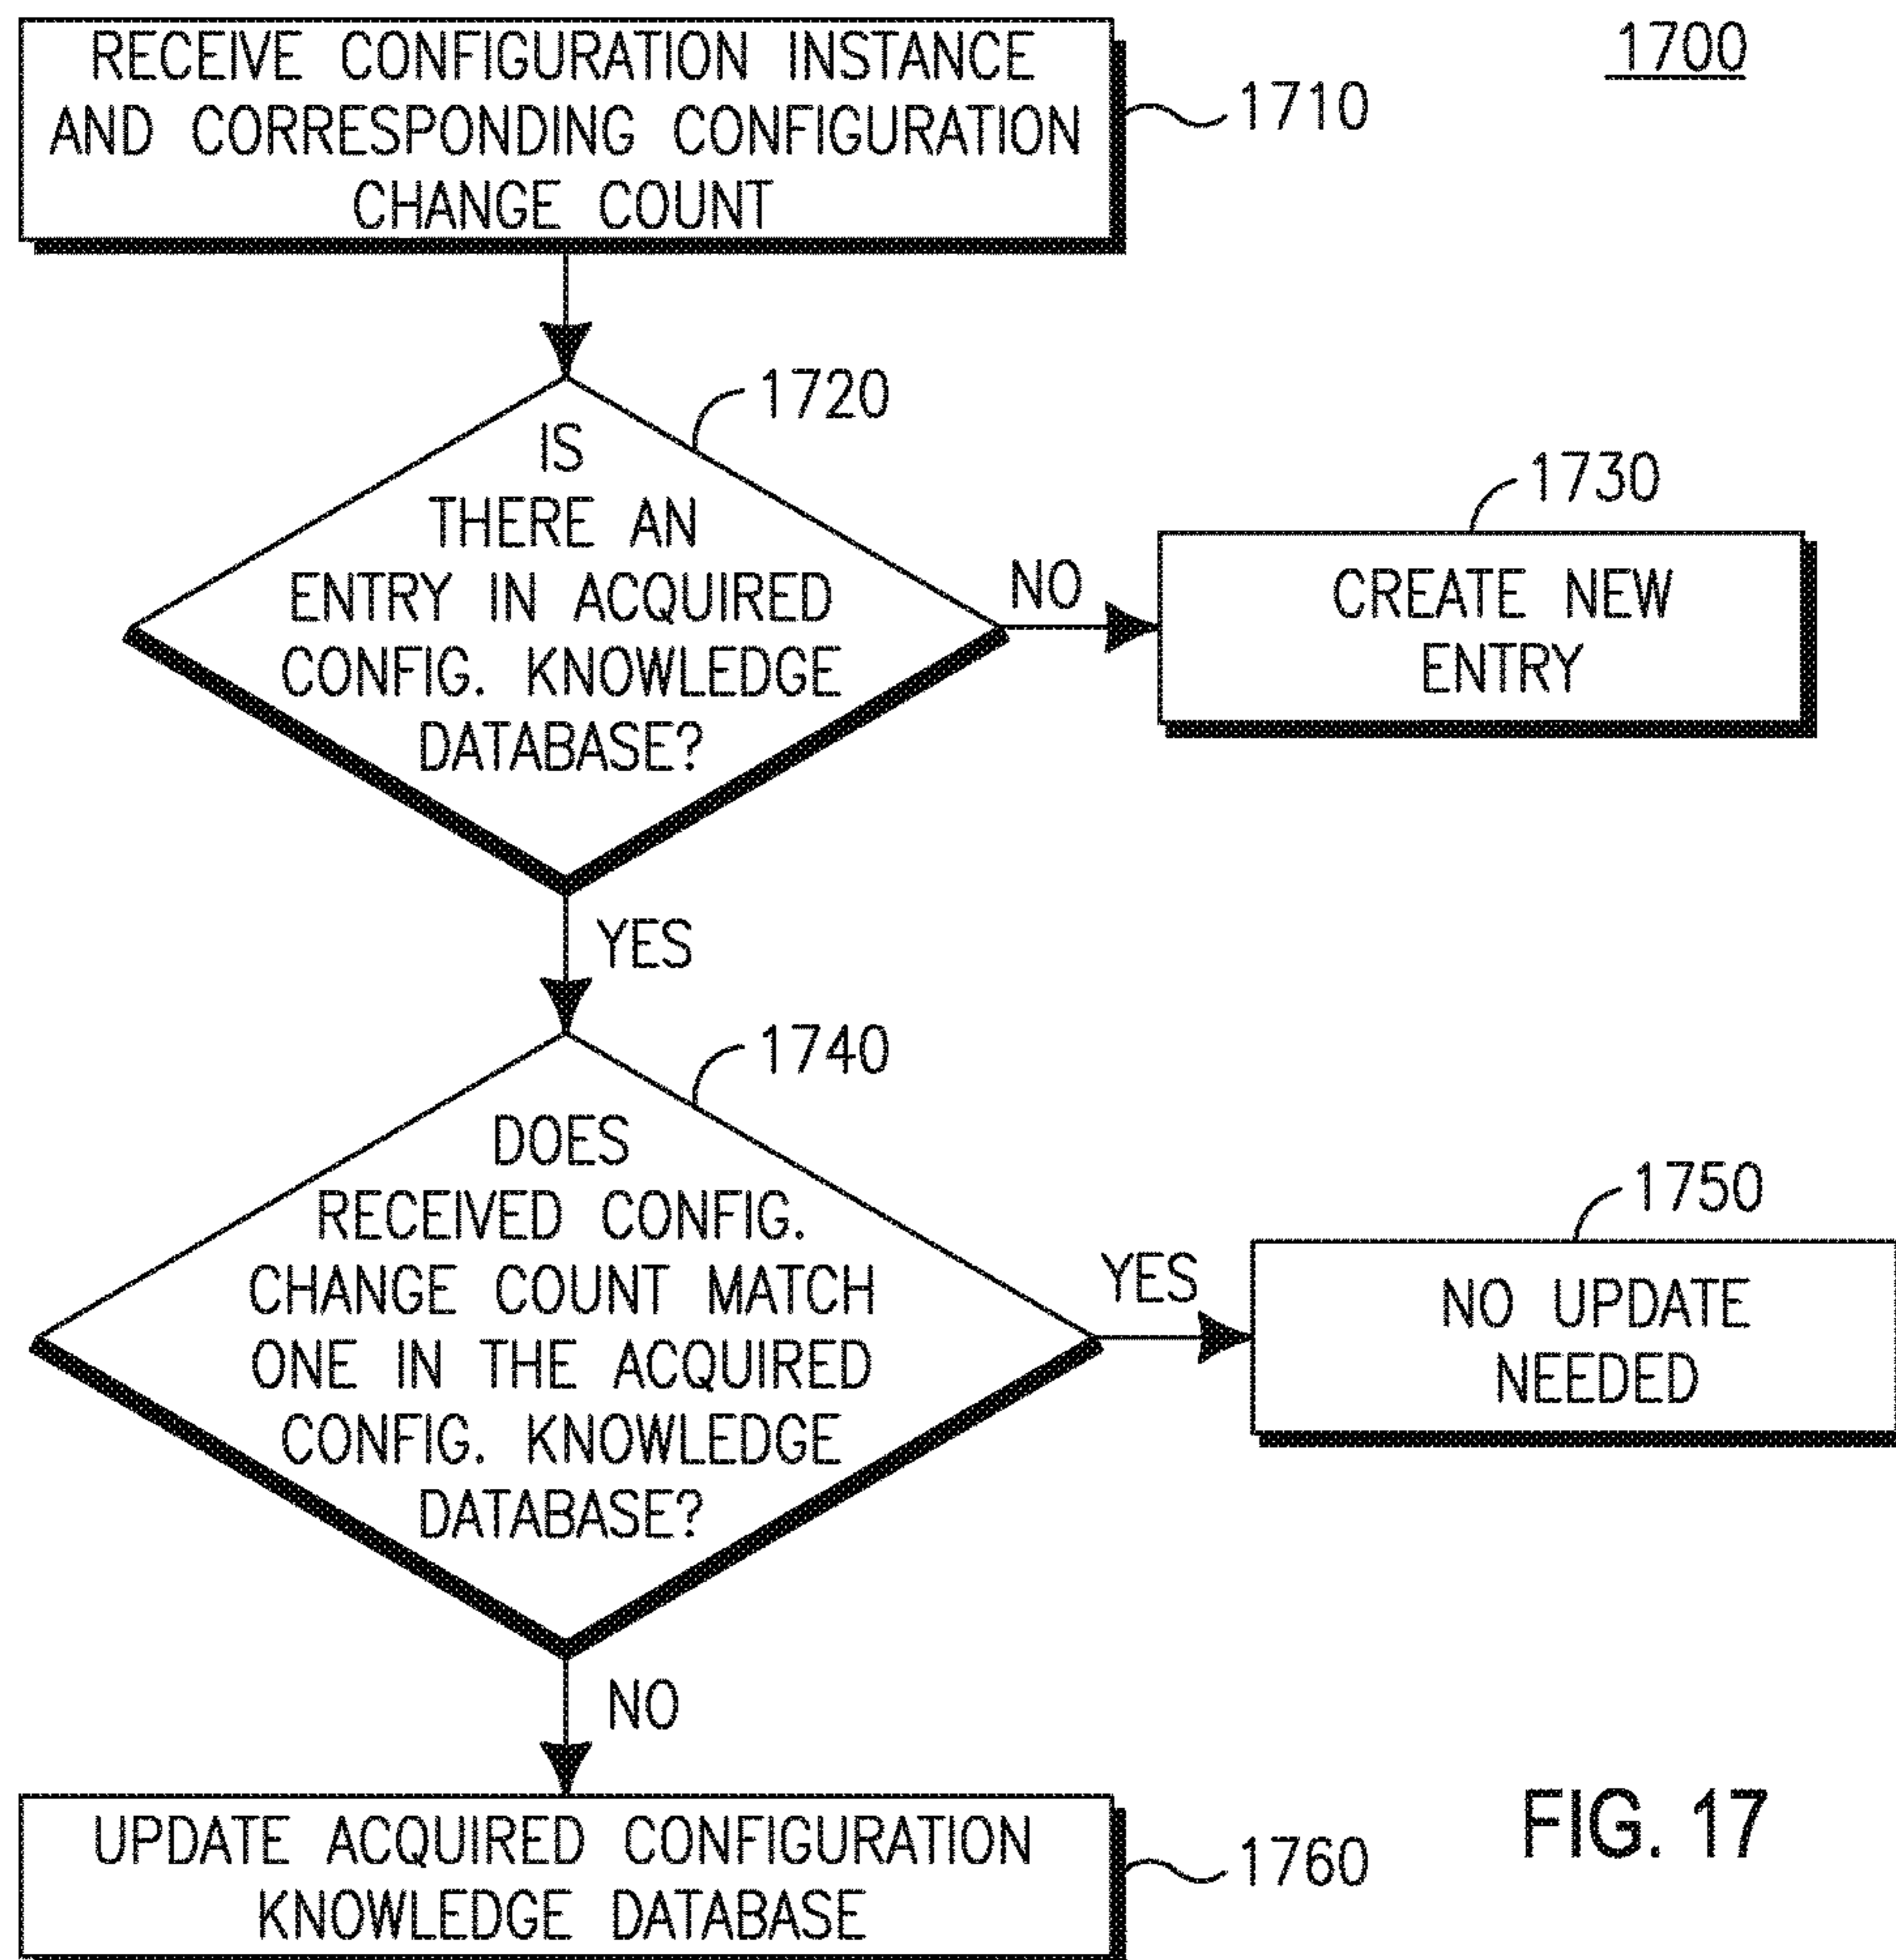 1700
RECEIVE CONFIGURATION INSTANCE
AND CORRESPONDING CONFIGURATION
CHANGE COUNT
1710
1720
IS
THERE AN
ENTRY IN ACQUIRED
CONFIG. KNOWLEDGE
DATABASE?
NO
1730
CREATE NEW
ENTRY
YES
1740
DOES
RECEIVED CONFIG.
CHANGE COUNT MATCH
ONE IN THE ACQUIRED
CONFIG. KNOWLEDGE
DATABASE?
YES
1750
NO UPDATE
NEEDED
NO
UPDATE ACQUIRED CONFIGURATION
KNOWLEDGE DATABASE
1760
FIG. 17